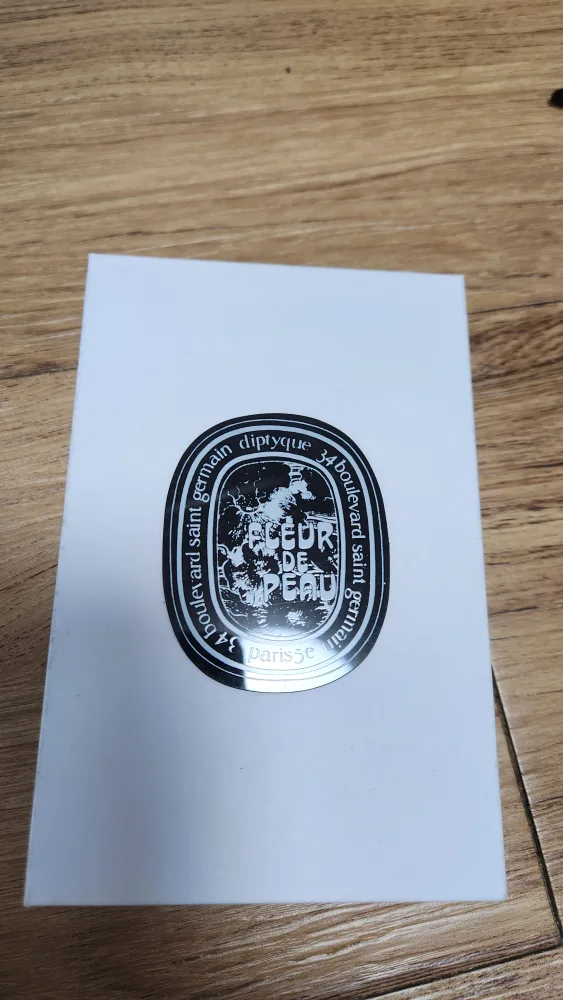 diptyque
34 boulevard saint germain
34 boulevard saint germain
paris5e
FLEUR
DE
PEAU